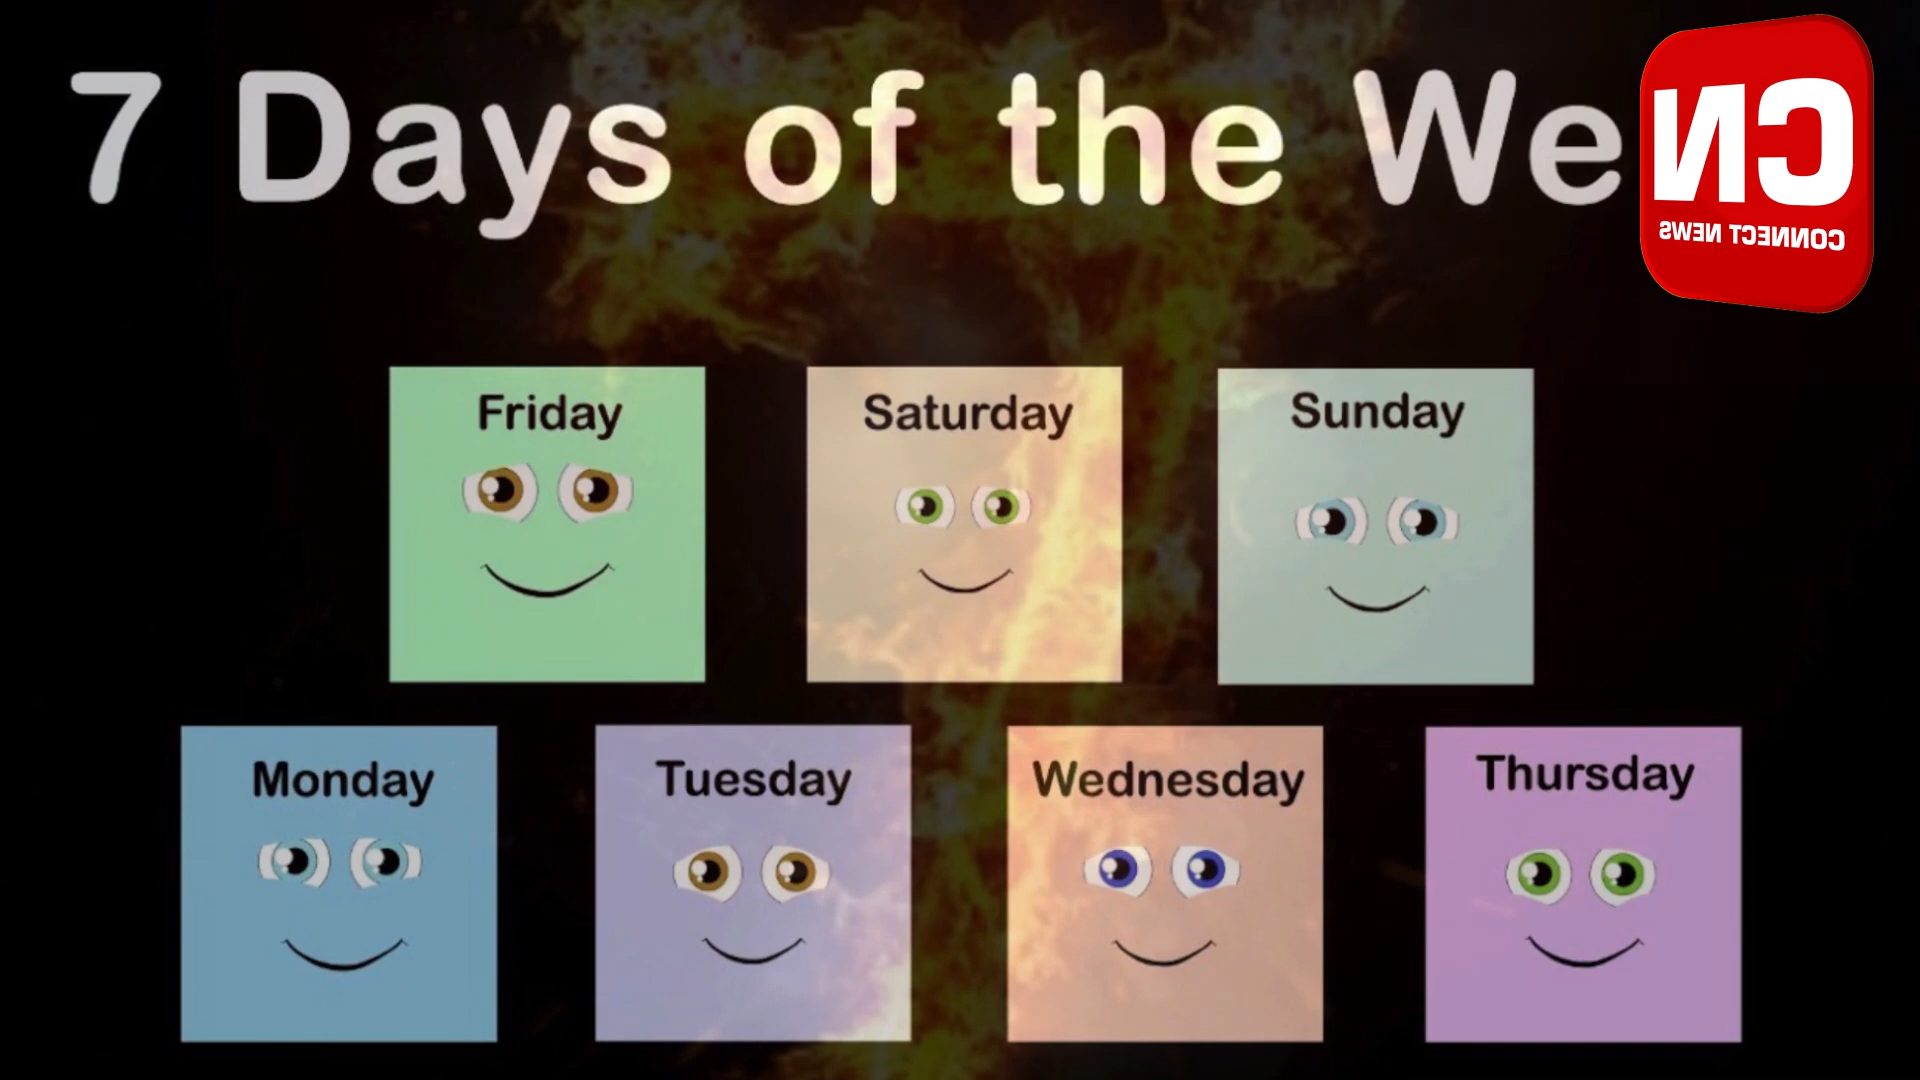 7 Days of the We
CN
CONNECT NEWS
Friday
Saturday
Sunday
Monday
Tuesday
Wednesday
Thursday